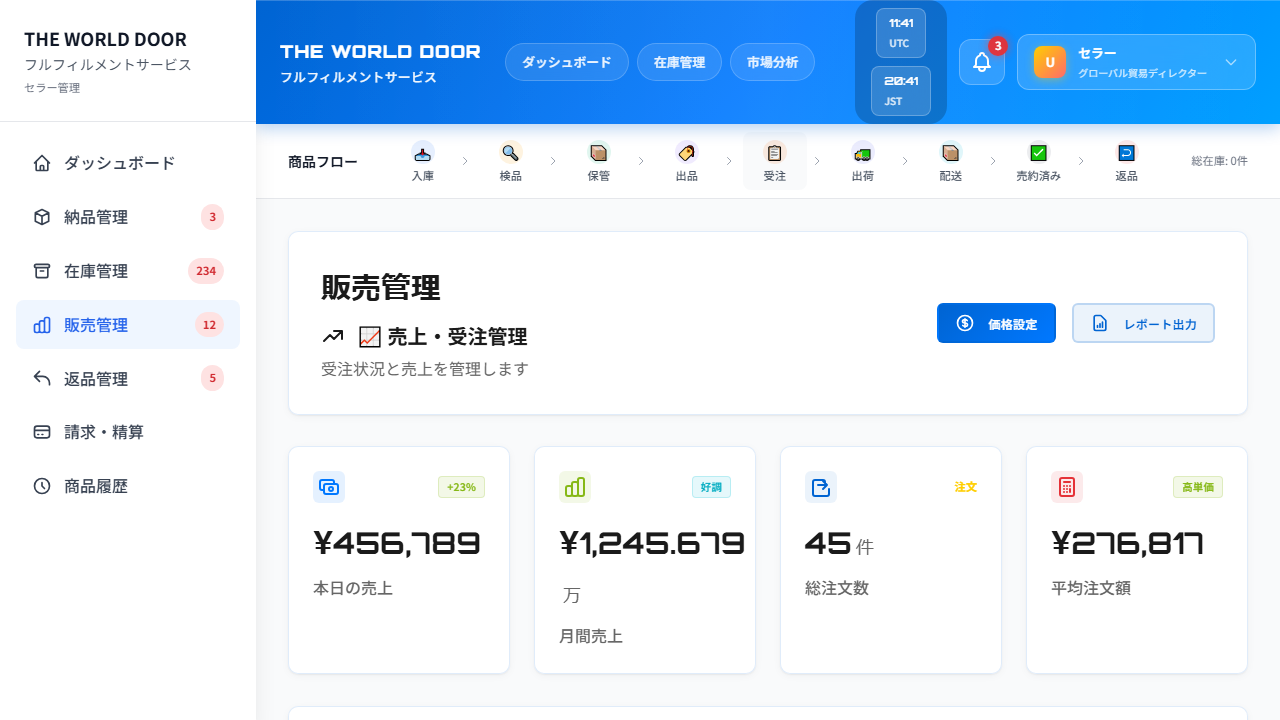 THE WORLD DOOR
フルフィルメントサービス
セラー管理
ダッシュボード
納品管理
3
在庫管理
234
販売管理
12
返品管理
5
請求・精算
商品履歴
THE WORLD DOOR
フルフィルメントサービス
ダッシュボード
在庫管理
市場分析
11:41
UTC
20:41
JST
3
U
セラー
グローバル貿易ディレクター
商品フロー
入庫
検品
保管
出品
受注
出荷
配送
売約済み
返品
総在庫: 0件
販売管理
📈 売上・受注管理
受注状況と売上を管理します
価格設定
レポート出力
+23%
¥456,789
本日の売上
好調
¥1,245.679
万
月間売上
注文
45 件
総注文数
高単価
¥276,817
平均注文額